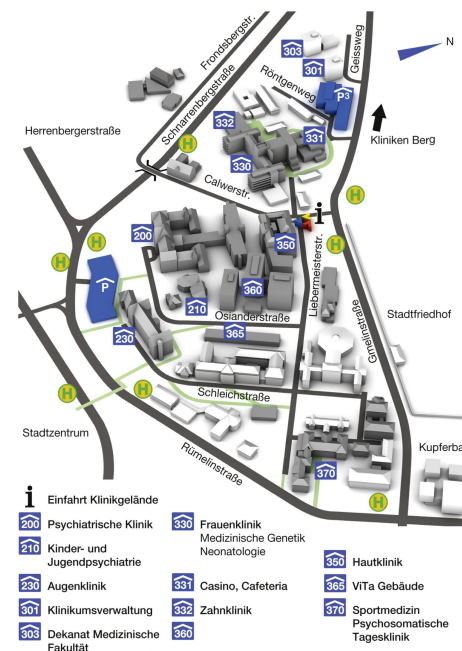 Frondsbergstr.
Schnarrenbergstraße
Geissweg
303
301
N
Röntgenweg
P3
332
331
Herrenbergerstraße
H
Kliniken Berg
330
Calwerstr.
H
i
H
200
350
H
H
P
Liebermeisterstr.
210
360
Osianderstraße
Gmelinstraße
Stadtfriedhof
230
365
H
H
Schleichstraße
Stadtzentrum
Rümelinstraße
370
Kupferba
H
i Einfahrt Klinikgelände
200 Psychiatrische Klinik
210 Kinder- und
Jugendpsychiatrie
230 Augenklinik
301 Klinikumsverwaltung
303 Dekanat Medizinische
Fakultät
330 Frauenklinik
Medizinische Genetik
Neonatologie
331 Casino, Cafeteria
332 Zahnklinik
360
350 Hautklinik
365 ViTa Gebäude
370 Sportmedizin
Psychosomatische
Tagesklinik